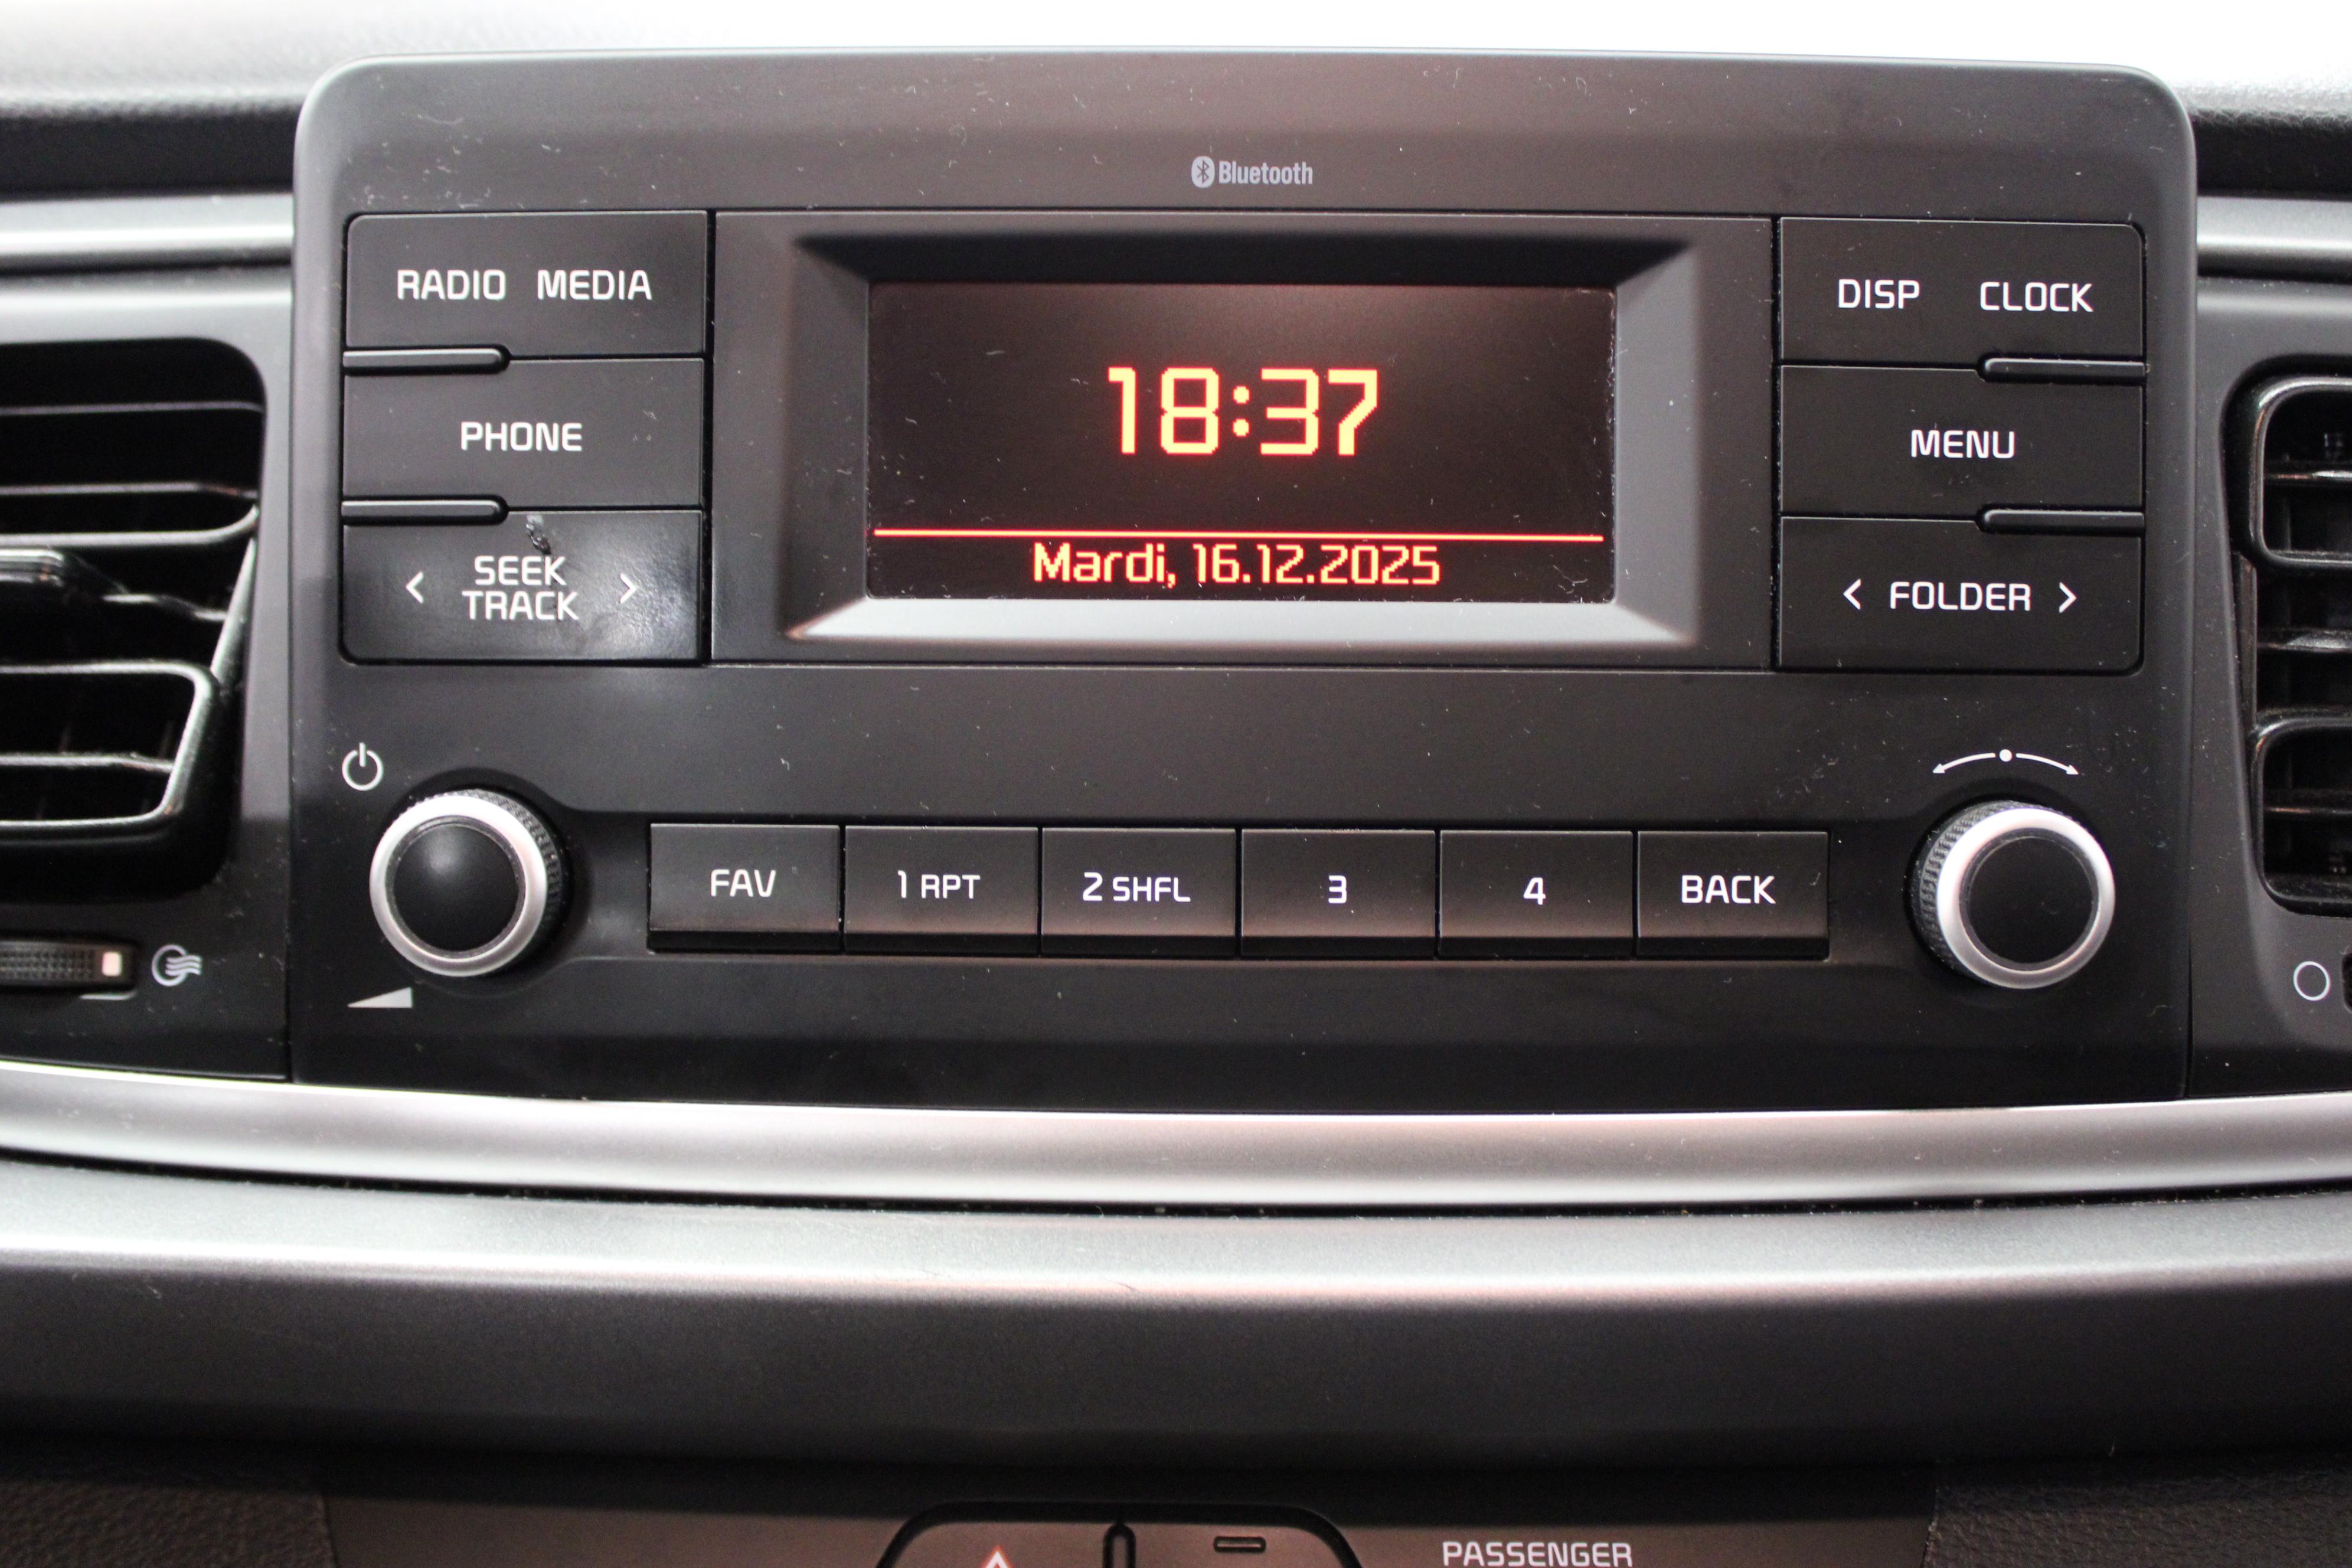 Bluetooth
RADIO MEDIA
DISP CLOCK
18:37
PHONE
MENU
Mardi, 16.12.2025
< SEEK >
TRACK
< FOLDER >
FAV
1 RPT
2 SHFL
3
4
BACK
PASSENGER